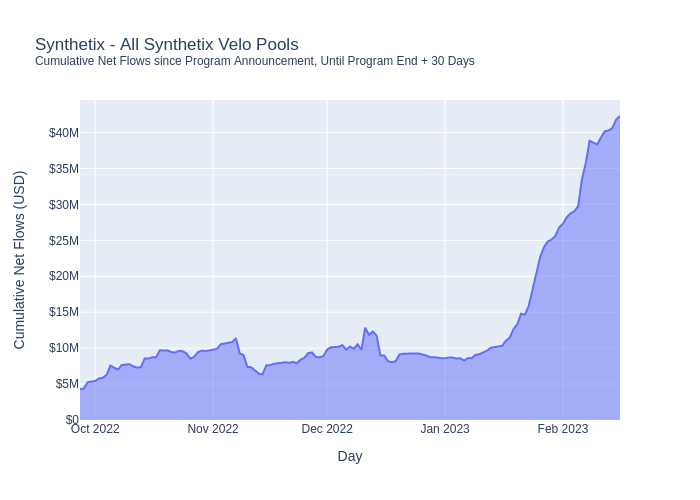 Synthetix - All Synthetix Velo Pools
Cumulative Net Flows since Program Announcement, Until Program End + 30 Days
Cumulative Net Flows (USD)
$40M
$35M
$30M
$25M
$20M
$15M
$10M
$5M
$0
Oct 2022 Nov 2022 Dec 2022 Jan 2023 Feb 2023
Day